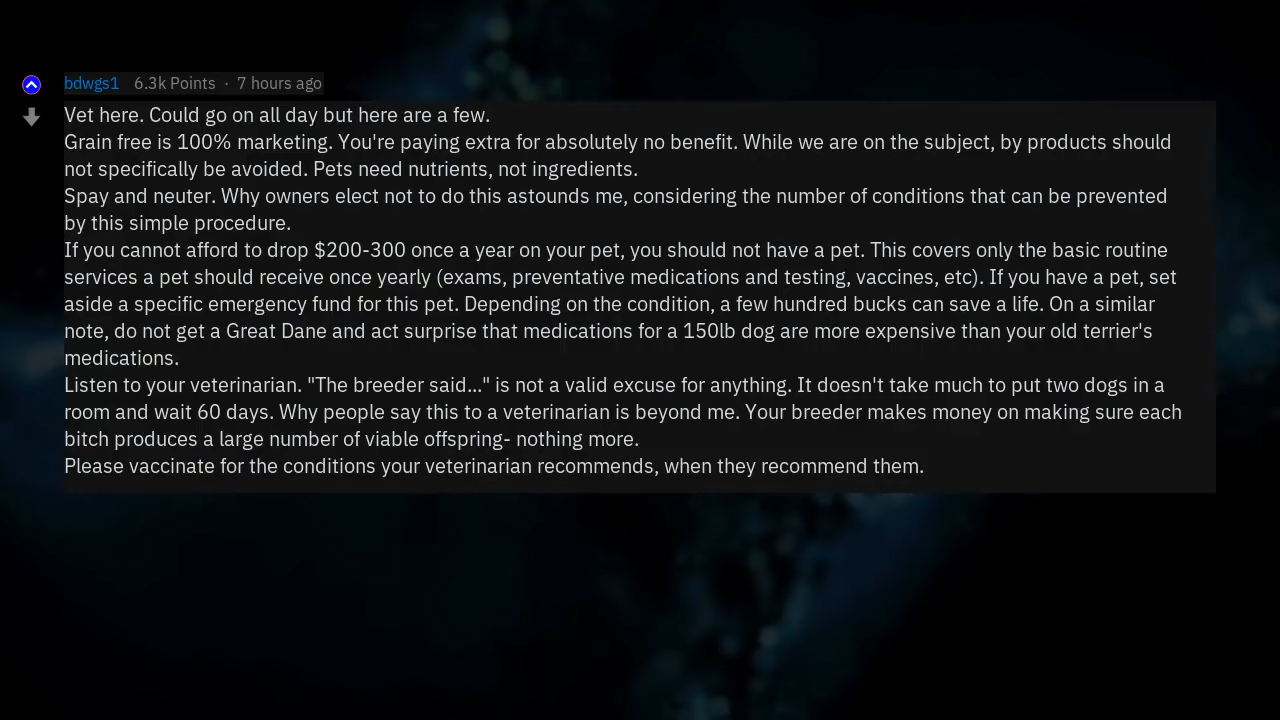 bdwgs1 6.3k Points · 7 hours ago
Vet here. Could go on all day but here are a few.
Grain free is 100% marketing. You're paying extra for absolutely no benefit. While we are on the subject, by products should
not specifically be avoided. Pets need nutrients, not ingredients.
Spay and neuter. Why owners elect not to do this astounds me, considering the number of conditions that can be prevented
by this simple procedure.
If you cannot afford to drop $200-300 once a year on your pet, you should not have a pet. This covers only the basic routine
services a pet should receive once yearly (exams, preventative medications and testing, vaccines, etc). If you have a pet, set
aside a specific emergency fund for this pet. Depending on the condition, a few hundred bucks can save a life. On a similar
note, do not get a Great Dane and act surprise that medications for a 150lb dog are more expensive than your old terrier's
medications.
Listen to your veterinarian. "The breeder said..." is not a valid excuse for anything. It doesn't take much to put two dogs in a
room and wait 60 days. Why people say this to a veterinarian is beyond me. Your breeder makes money on making sure each
bitch produces a large number of viable offspring- nothing more.
Please vaccinate for the conditions your veterinarian recommends, when they recommend them.